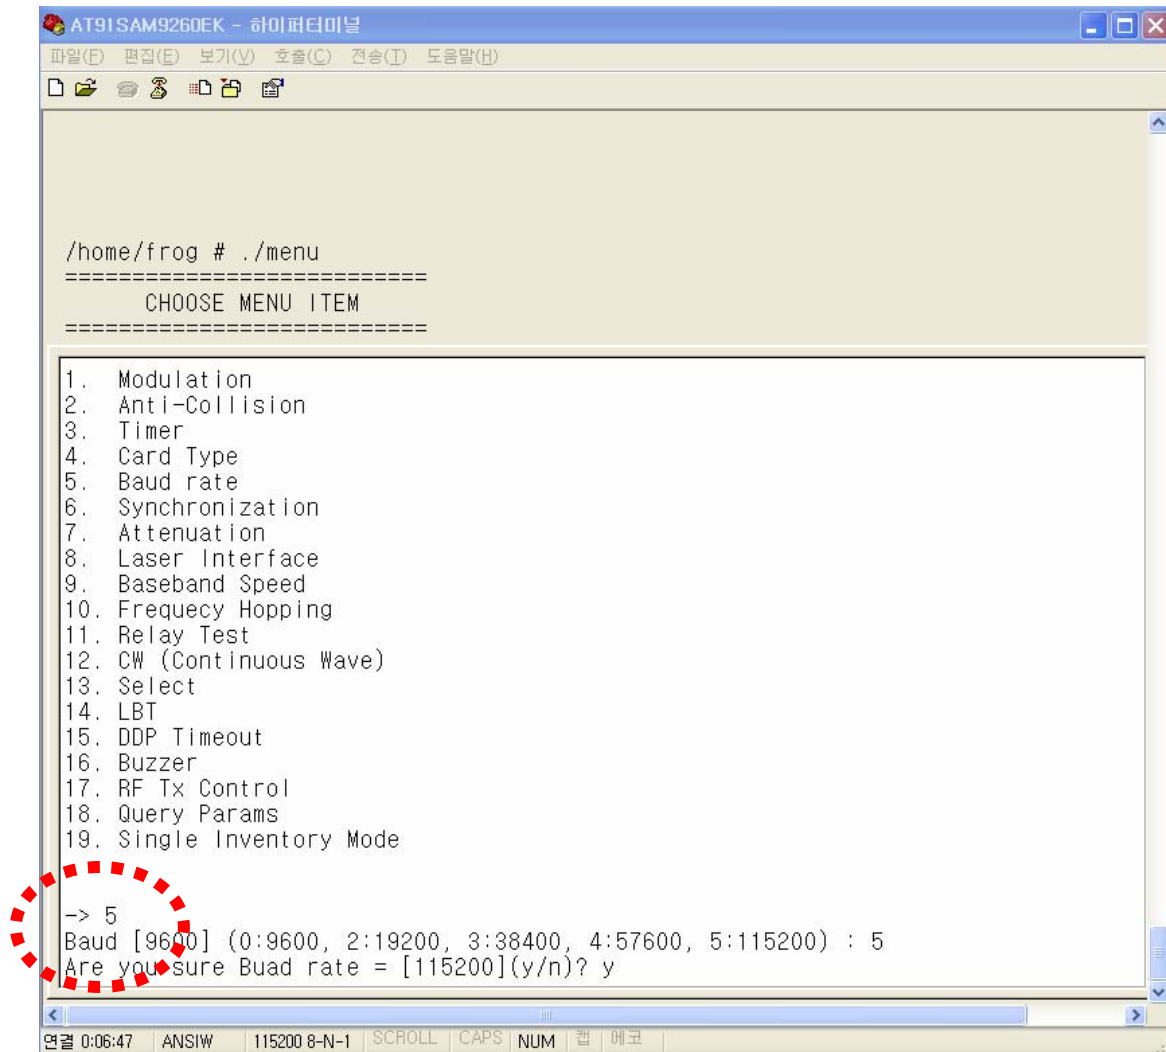 AT91SAM9260EK - 하이퍼터미널
파일(F) 편집(E) 보기(V) 호출(C) 전송(T) 도움말(H)
/home/frog # ./menu
===========================
CHOOSE MENU ITEM
===========================
1. Modulation
2. Anti-Collision
3. Timer
4. Card Type
5. Baud rate
6. Synchronization
7. Attenuation
8. Laser Interface
9. Baseband Speed
10. Frequecy Hopping
11. Relay Test
12. CW (Continuous Wave)
13. Select
14. LBT
15. DDP Timeout
16. Buzzer
17. RF Tx Control
18. Query Params
19. Single Inventory Mode
-> 5
Baud [9600] (0:9600, 2:19200, 3:38400, 4:57600, 5:115200) : 5
Are you sure Buad rate = [115200](y/n)? y
연결 0:06:47 ANSIW 115200 8-N-1 SCROLL CAPS NUM 캡 에코